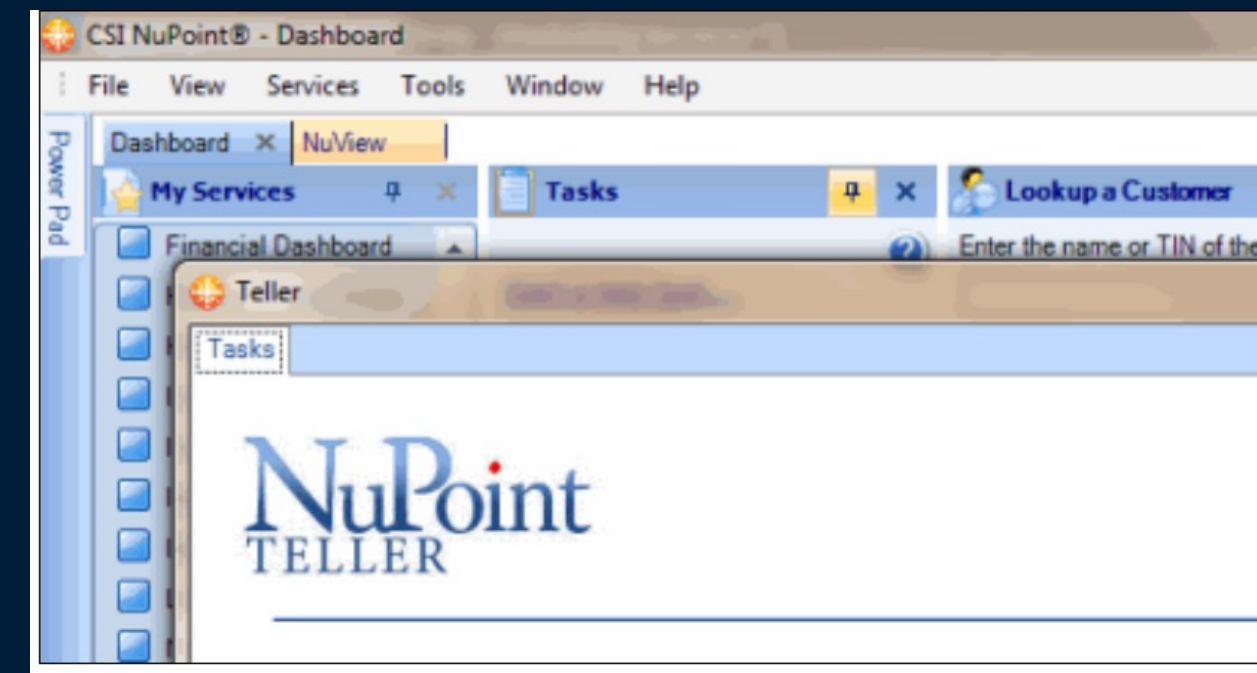 CSI NuPoint® - Dashboard
File View Services Tools Window Help
Power Pad
Dashboard NuView
My Services Tasks Lookup a Customer
Financial Dashboard Enter the name or TIN of the
Teller
Tasks
NuPoint
TELLER